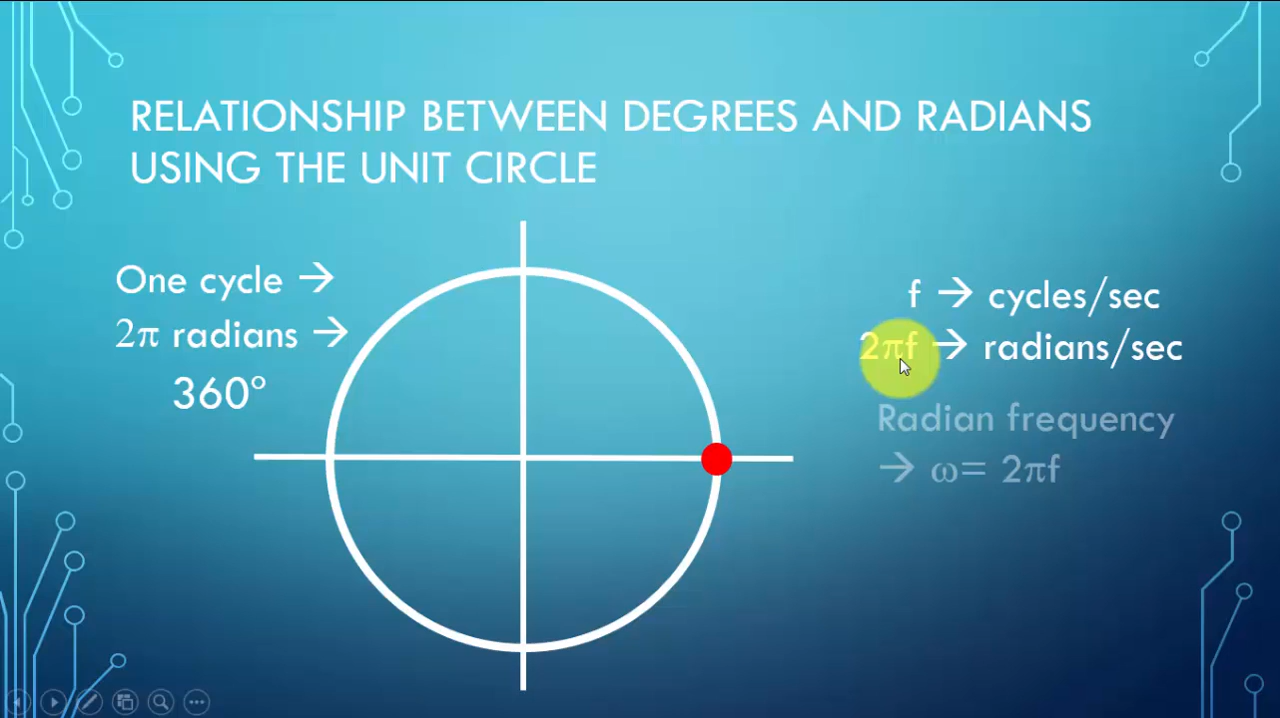 RELATIONSHIP BETWEEN DEGREES AND RADIANS
USING THE UNIT CIRCLE
One cycle →
2π radians →
360°
f → cycles/sec
2πf → radians/sec
Radian frequency
→ ω= 2πf